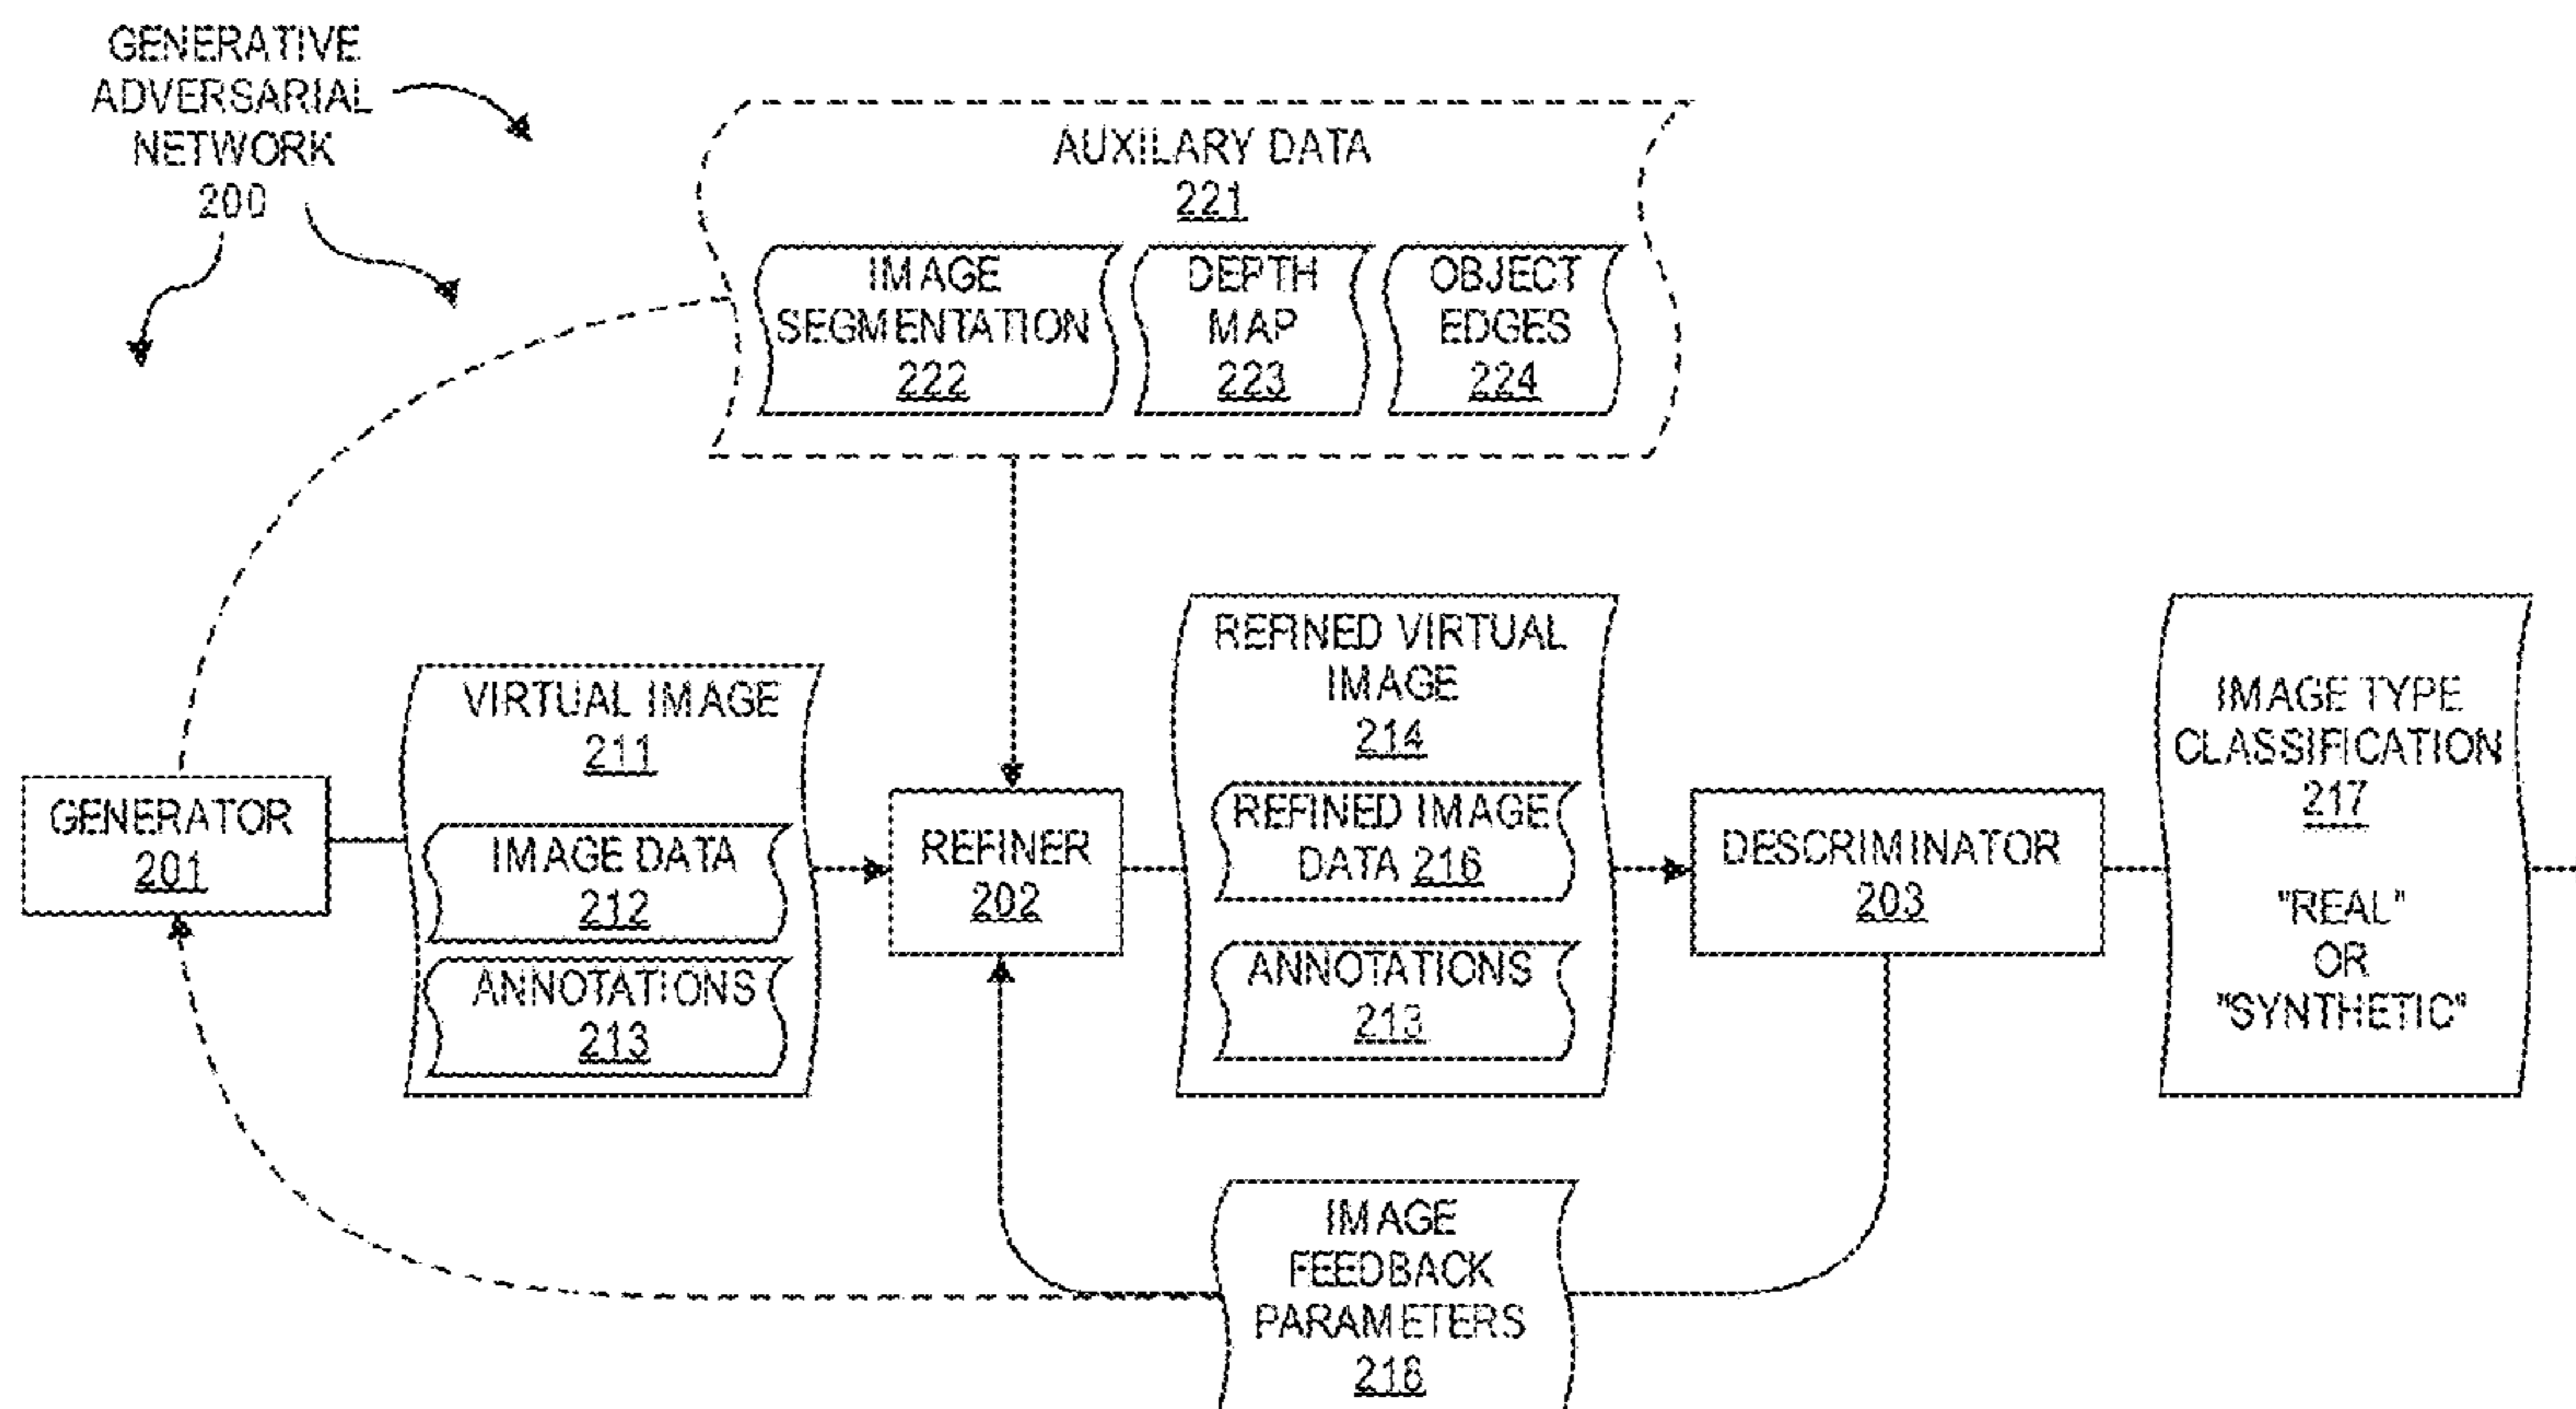 GENERATIVE
ADVERSARIAL
NETWORK
200
AUXILARY DATA
221
IMAGE
SEGMENTATION
222
DEPTH
MAP
223
OBJECT
EDGES
224
GENERATOR
201
VIRTUAL IMAGE
211
IMAGE DATA
212
ANNOTATIONS
213
REFINER
202
REFINED VIRTUAL
IMAGE
214
REFINED IMAGE
DATA 216
ANNOTATIONS
213
DESCRIMINATOR
203
IMAGE TYPE
CLASSIFICATION
217
"REAL"
OR
"SYNTHETIC"
IMAGE
FEEDBACK
PARAMETERS
218